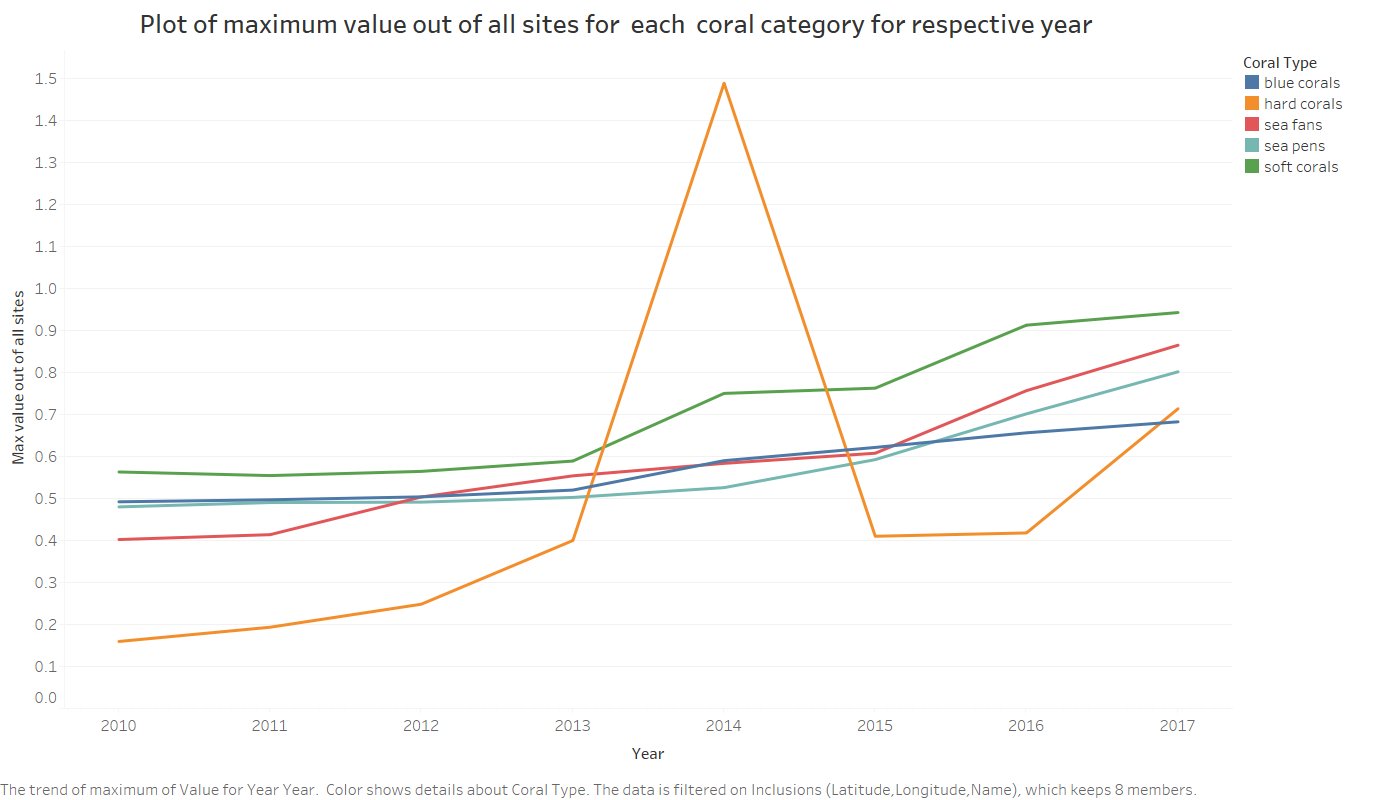 Plot of maximum value out of all sites for  each  coral category for respective year
Coral Type
blue corals
hard corals
sea fans
sea pens
soft corals
Max value out of all sites
1.5
1.4
1.3
1.2
1.1
1.0
0.9
0.8
0.7
0.6
0.5
0.4
0.3
0.2
0.1
0.0
2010 2011 2012 2013 2014 2015 2016 2017
Year
The trend of maximum of Value for Year Year.  Color shows details about Coral Type. The data is filtered on Inclusions (Latitude,Longitude,Name), which keeps 8 members.